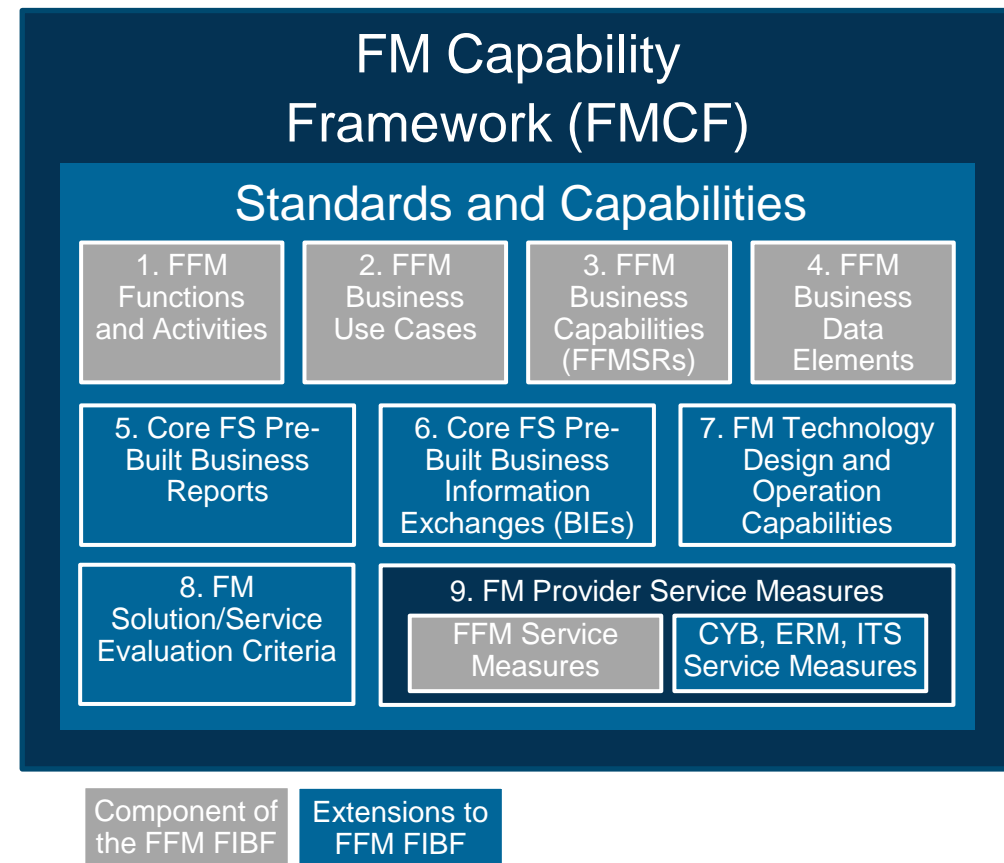 FM Capability
Framework (FMCF)
Standards and Capabilities
1. FFM
Functions
and Activities
2. FFM
Business
Use Cases
3. FFM
Business
Capabilities
(FFMSRs)
4. FFM
Business
Data
Elements
5. Core FS Pre-
Built Business
Reports
6. Core FS Pre-
Built Business
Information
Exchanges (BIEs)
7. FM Technology
Design and
Operation
Capabilities
8. FM
Solution/Service
Evaluation Criteria
9. FM Provider Service Measures
FFM Service
Measures
CYB, ERM, ITS
Service Measures
Component of
the FFM FIBF
Extensions to
FFM FIBF